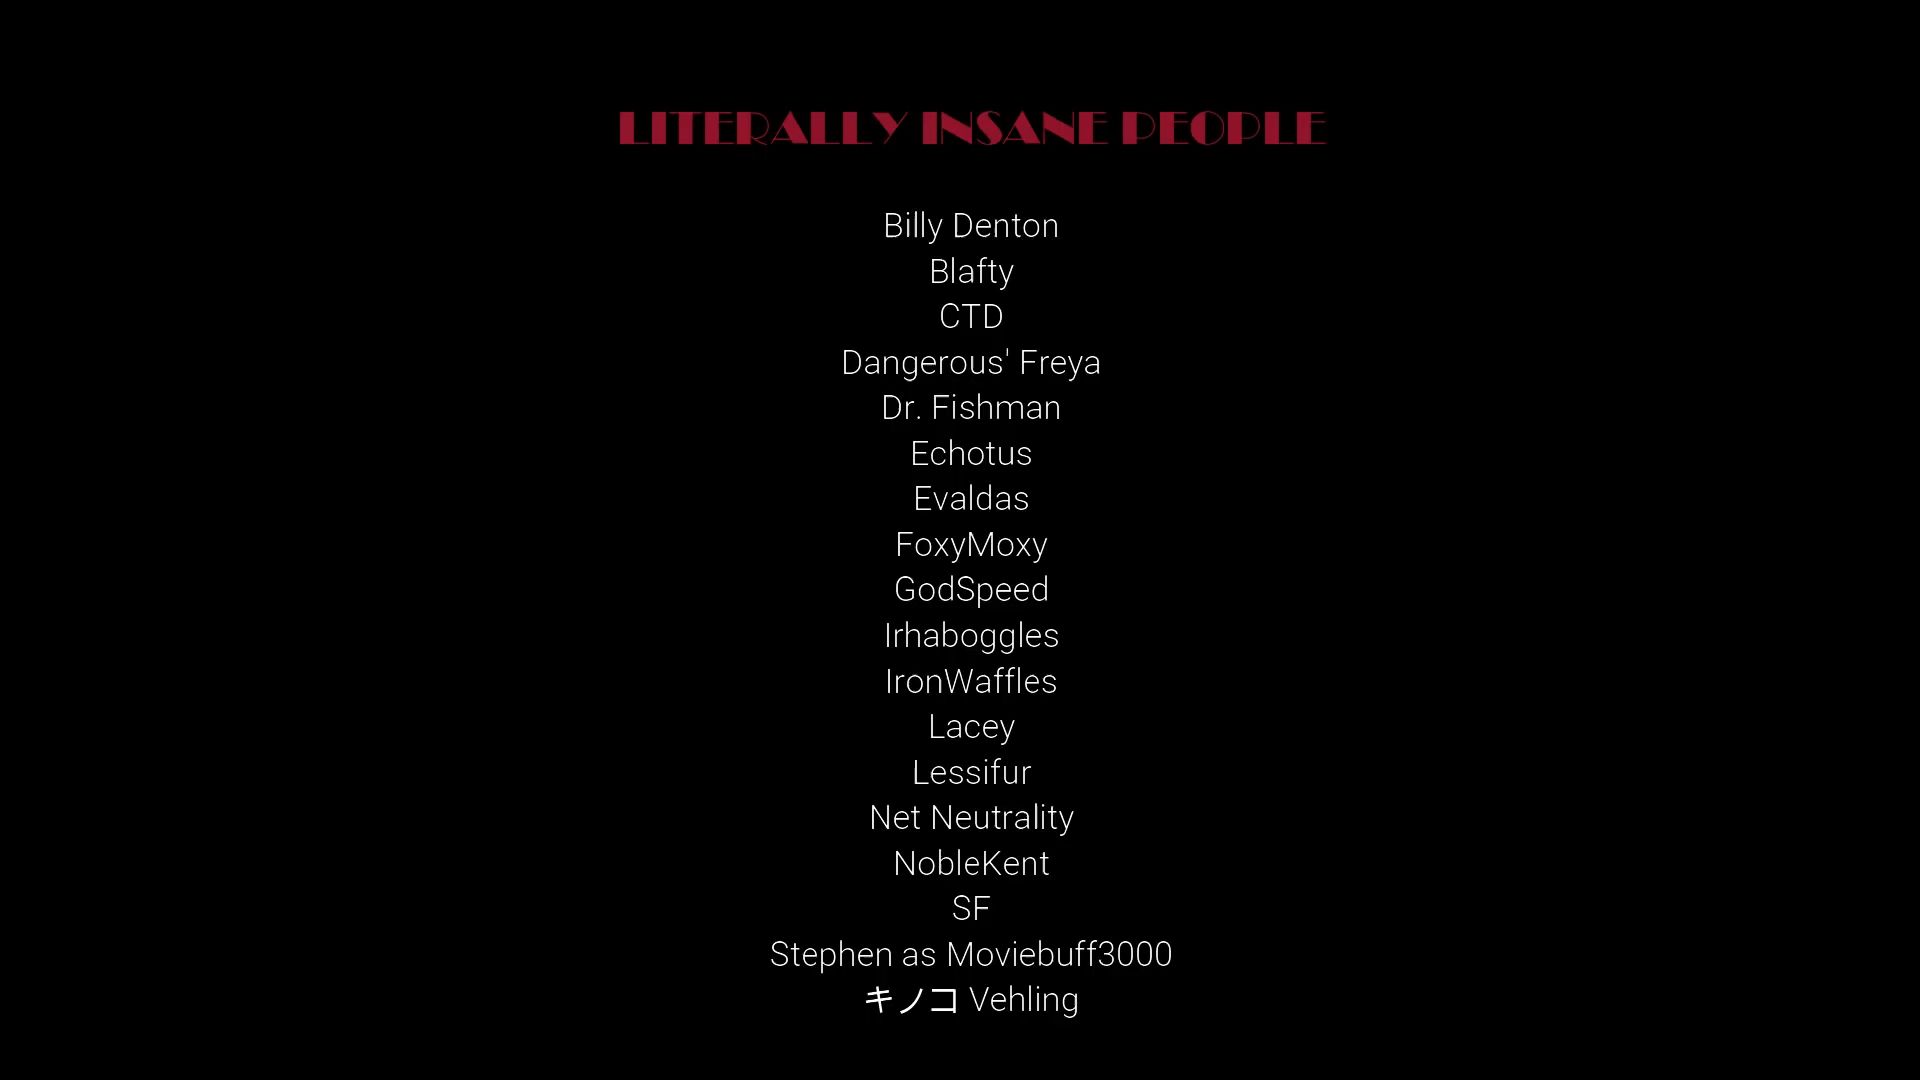 LITERALLY INSANE PEOPLE
Billy Denton
Blafty
CTD
Dangerous' Freya
Dr. Fishman
Echotus
Evaldas
FoxyMoxy
GodSpeed
Irhaboggles
IronWaffles
Lacey
Lessifur
Net Neutrality
NobleKent
SF
Stephen as Moviebuff3000
キノコ Vehling